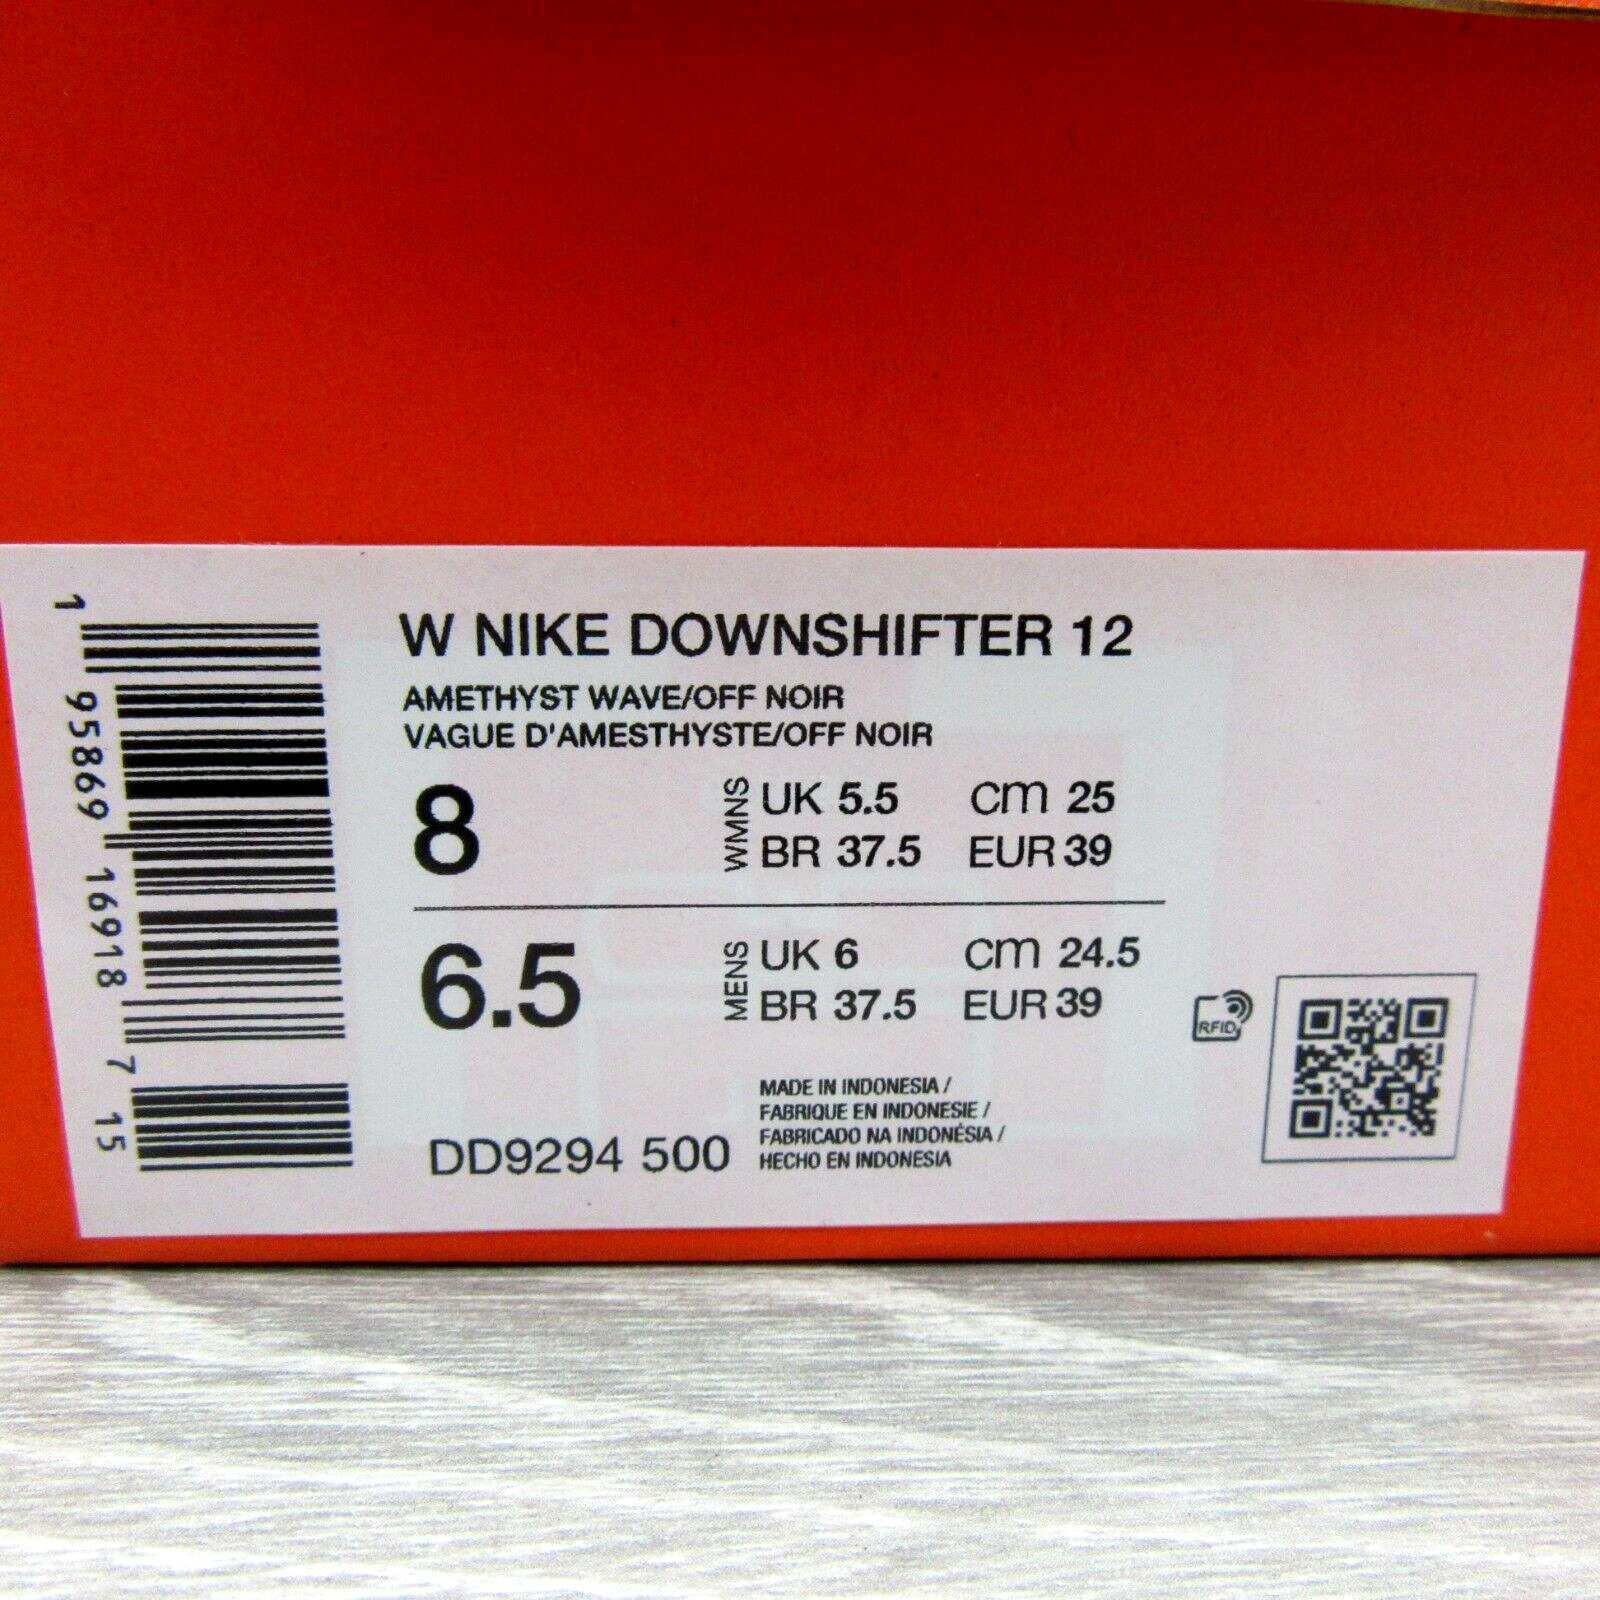 W NIKE DOWNSHIFTER 12
AMETHYST WAVE/OFF NOIR
VAGUE D'AMESTHYSTE/OFF NOIR
8 WMNS UK 5.5 cm 25
BR 37.5 EUR 39
6.5 MENS UK 6 cm 24.5
BR 37.5 EUR 39
MADE IN INDONESIA /
FABRIQUE EN INDONESIE /
FABRICADO NA INDONÉSIA /
HECHO EN INDONESIA
DD9294 500
RFID
1 95869 16918 7 15